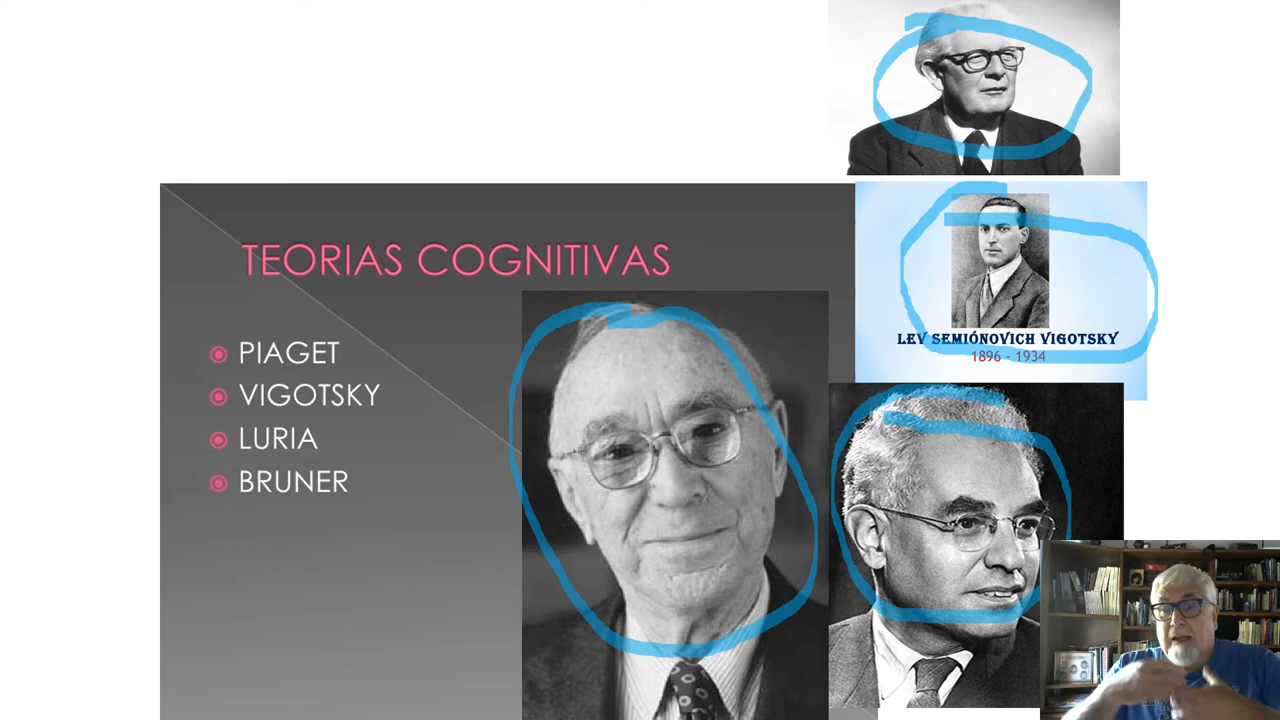 TEORIAS COGNITIVAS
PIAGET
VIGOTSKY
LURIA
BRUNER
LEV SEMIÓNOVICH VIGOTSKY
1896 - 1934